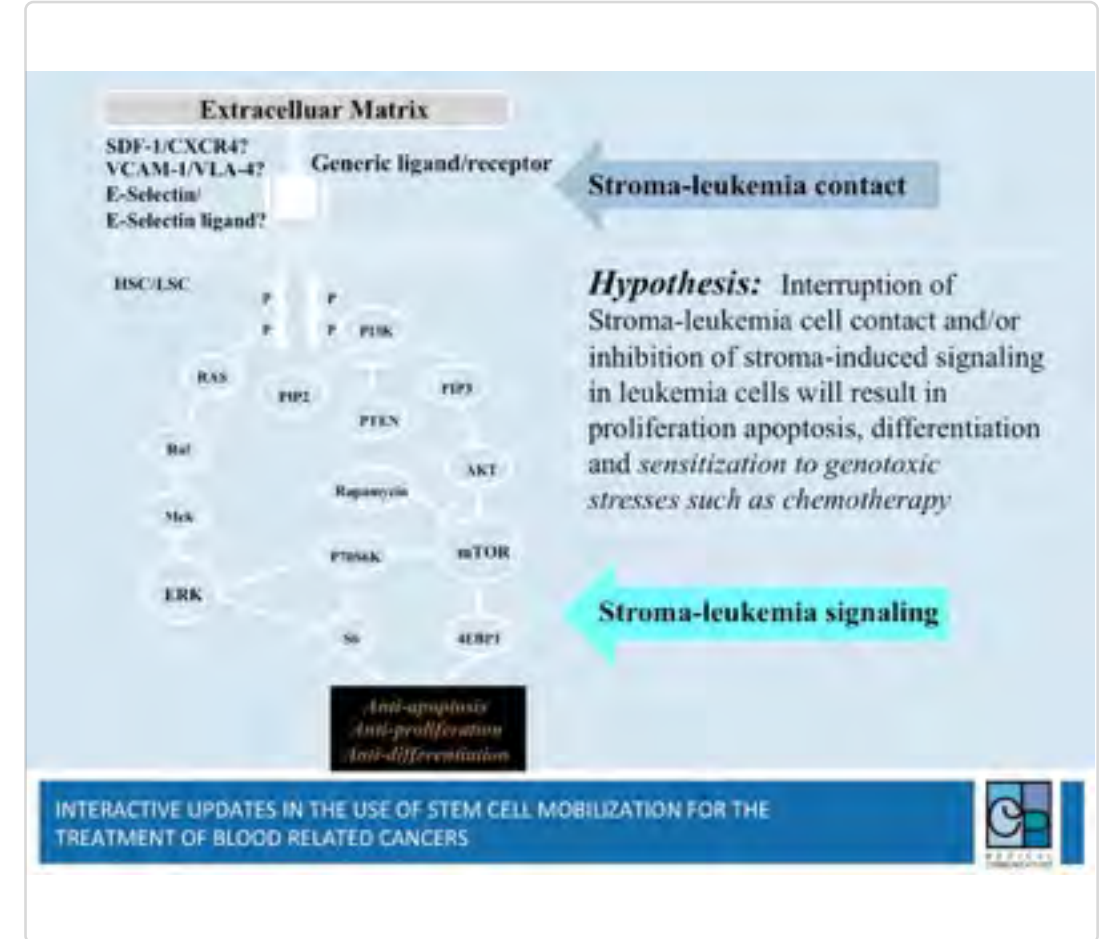 Extracelluar Matrix
SDF-1/CXCR4?
VCAM-1/VLA-4?
E-Selectin/
E-Selectin ligand?
Generic ligand/receptor
Stroma-leukemia contact
HSC/LSC
P P
P P PI3K
RAS
PIP2
PIP3
PTEN
Raf
AKT
Rapamycin
Mek
P70S6K
mTOR
ERK
S6
4EBP1
Anti-apoptosis
Anti-proliferation
Anti-differentiation
Hypothesis: Interruption of
Stroma-leukemia cell contact and/or
inhibition of stroma-induced signaling
in leukemia cells will result in
proliferation apoptosis, differentiation
and sensitization to genotoxic
stresses such as chemotherapy
Stroma-leukemia signaling
INTERACTIVE UPDATES IN THE USE OF STEM CELL MOBILIZATION FOR THE
TREATMENT OF BLOOD RELATED CANCERS
MEDICAL